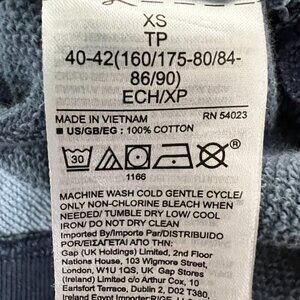 XS
TP
40-42(160/175-80/84-
86/90)
ECH/XP
MADE IN VIETNAM RN 54023
■ US/GB/EG : 100% COTTON
30
1166
MACHINE WASH COLD GENTLE CYCLE/
ONLY NON-CHLORINE BLEACH WHEN
NEEDED/ TUMBLE DRY LOW/ COOL
IRON/ DO NOT DRY CLEAN
Imported By/Importe Par/DISTRIBUIDO
POR/ΕΙΣΑΓΕΤΑΙ ΑΠΟ ΤΗΝ:
Gap (UK Holdings) Limited, 2nd Floor
Nations House, 103 Wigmore Street,
London, W1U 1QS, UK Gap Stores
(Ireland) Limited c/o Arthur Cox, 10
Earlsfort Terrace, Dublin 2, D02 T380,
Ireland Egypt Importer: